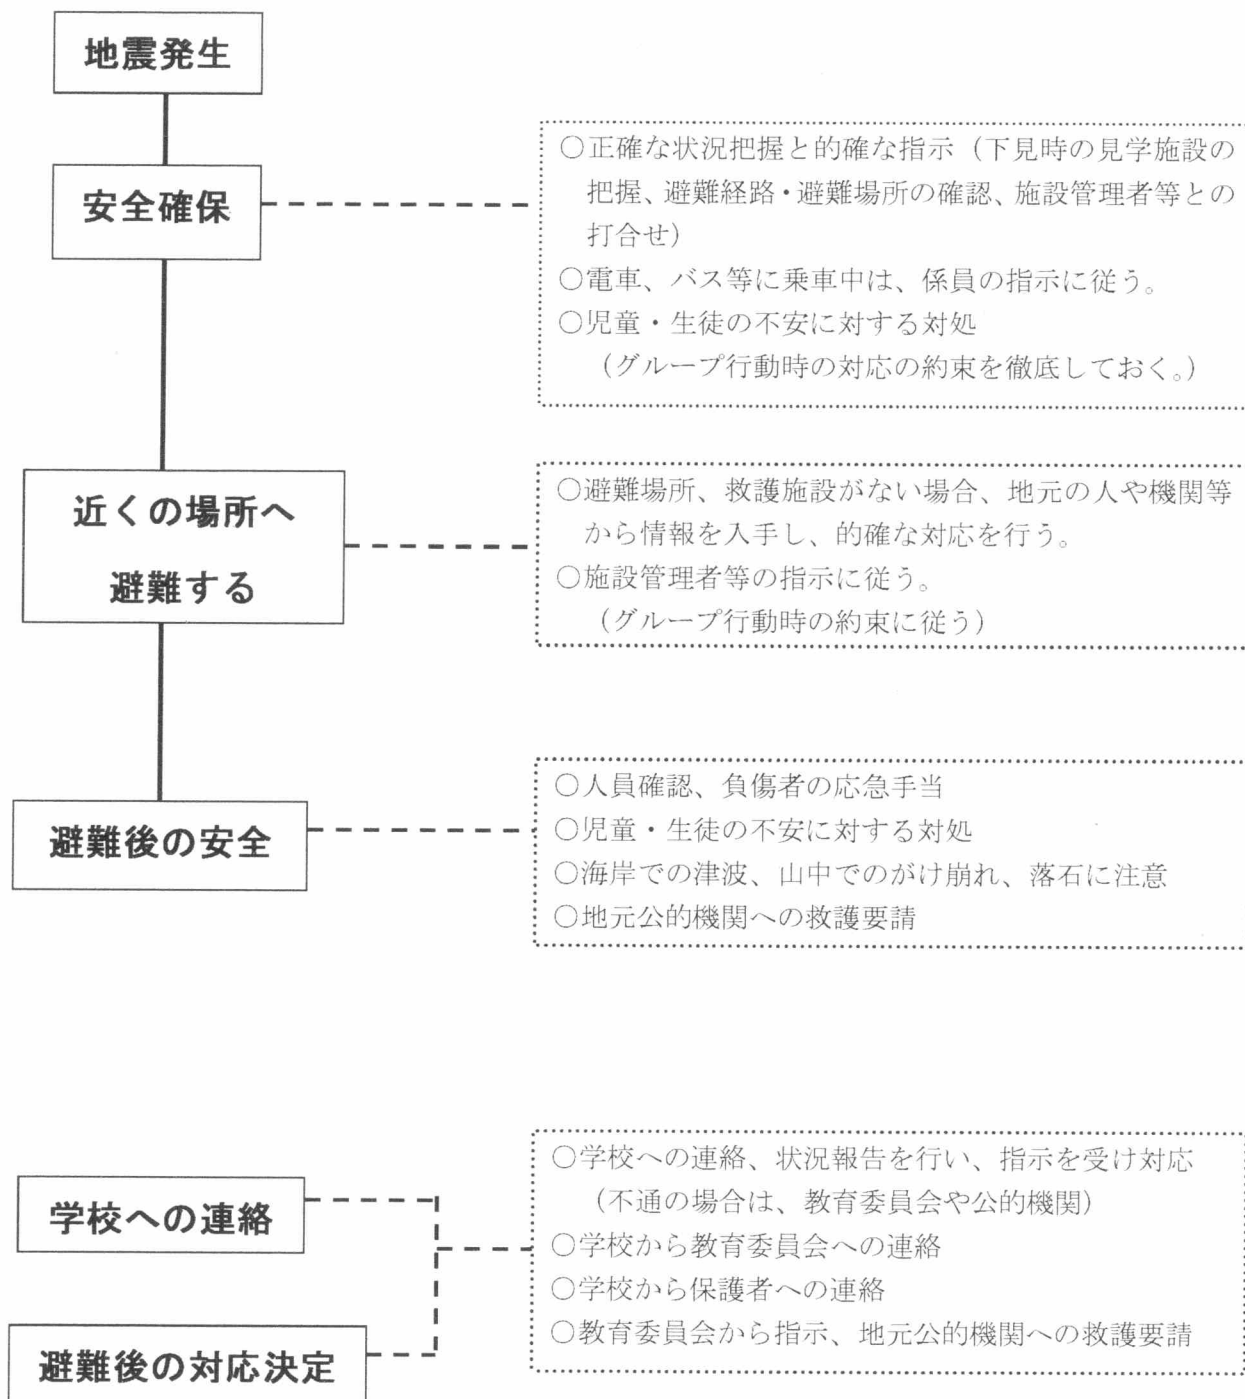 地震発生
安全確保
○正確な状況把握と的確な指示（下見時の見学施設の
把握、避難経路・避難場所の確認、施設管理者等との
打合せ）
○電車、バス等に乗車中は、係員の指示に従う。
○児童・生徒の不安に対する対処
（グループ行動時の対応の約束を徹底しておく。）
近くの場所へ
避難する
○避難場所、救護施設がない場合、地元の人や機関等
から情報を入手し、的確な対応を行う。
○施設管理者等の指示に従う。
（グループ行動時の約束に従う）
避難後の安全
○人員確認、負傷者の応急手当
○児童・生徒の不安に対する対処
○海岸での津波、山中でのがけ崩れ、落石に注意
○地元公的機関への救護要請
学校への連絡
避難後の対応決定
○学校への連絡、状況報告を行い、指示を受け対応
（不通の場合は、教育委員会や公的機関）
○学校から教育委員会への連絡
○学校から保護者への連絡
○教育委員会から指示、地元公的機関への救護要請